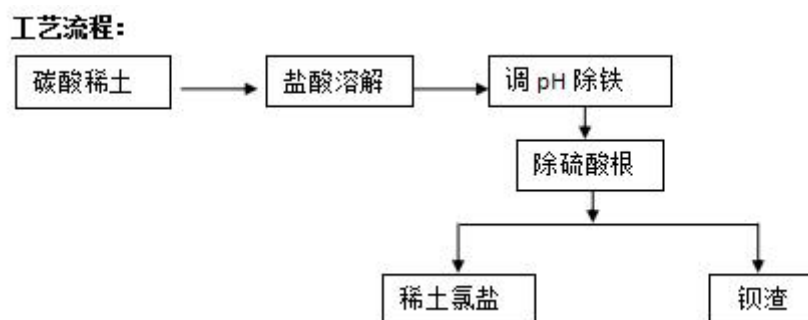 工艺流程：
碳酸稀土
盐酸溶解
调 pH 除铁
除硫酸根
稀土氯盐
钡渣